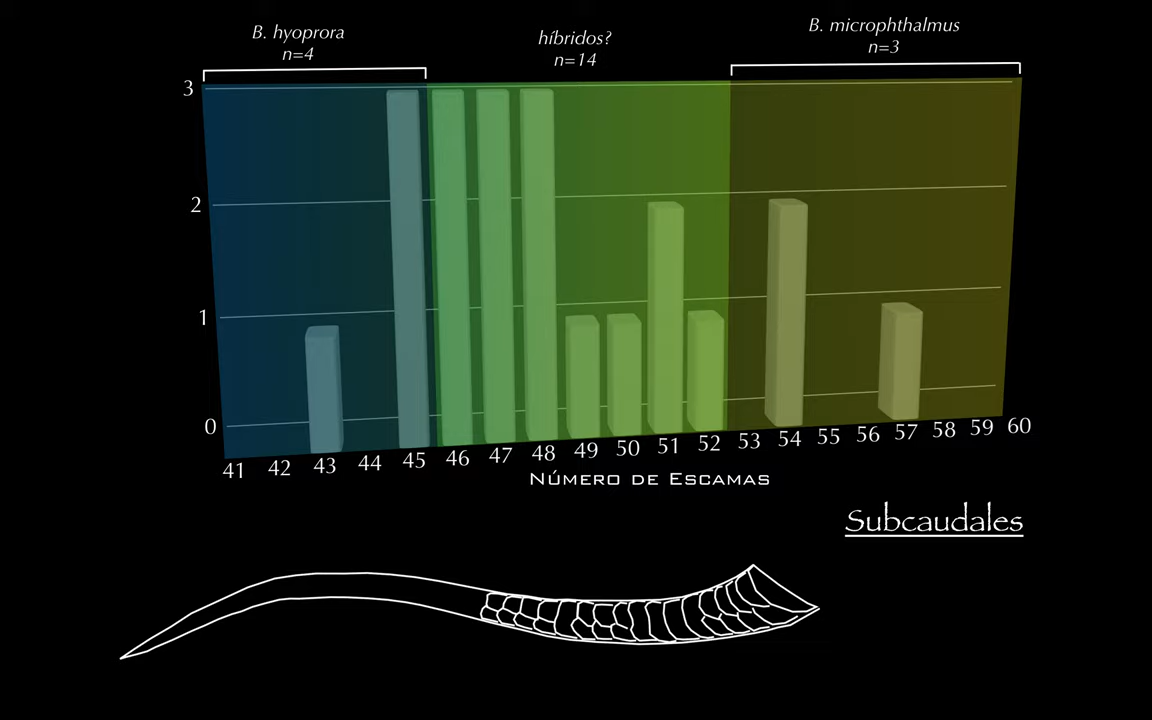 B. hyoprora
n=4
híbridos?
n=14
B. microphthalmus
n=3
3
2
1
0
41 42 43 44 45 46 47 48 49 50 51 52 53 54 55 56 57 58 59 60
Número de Escamas
Subcaudales